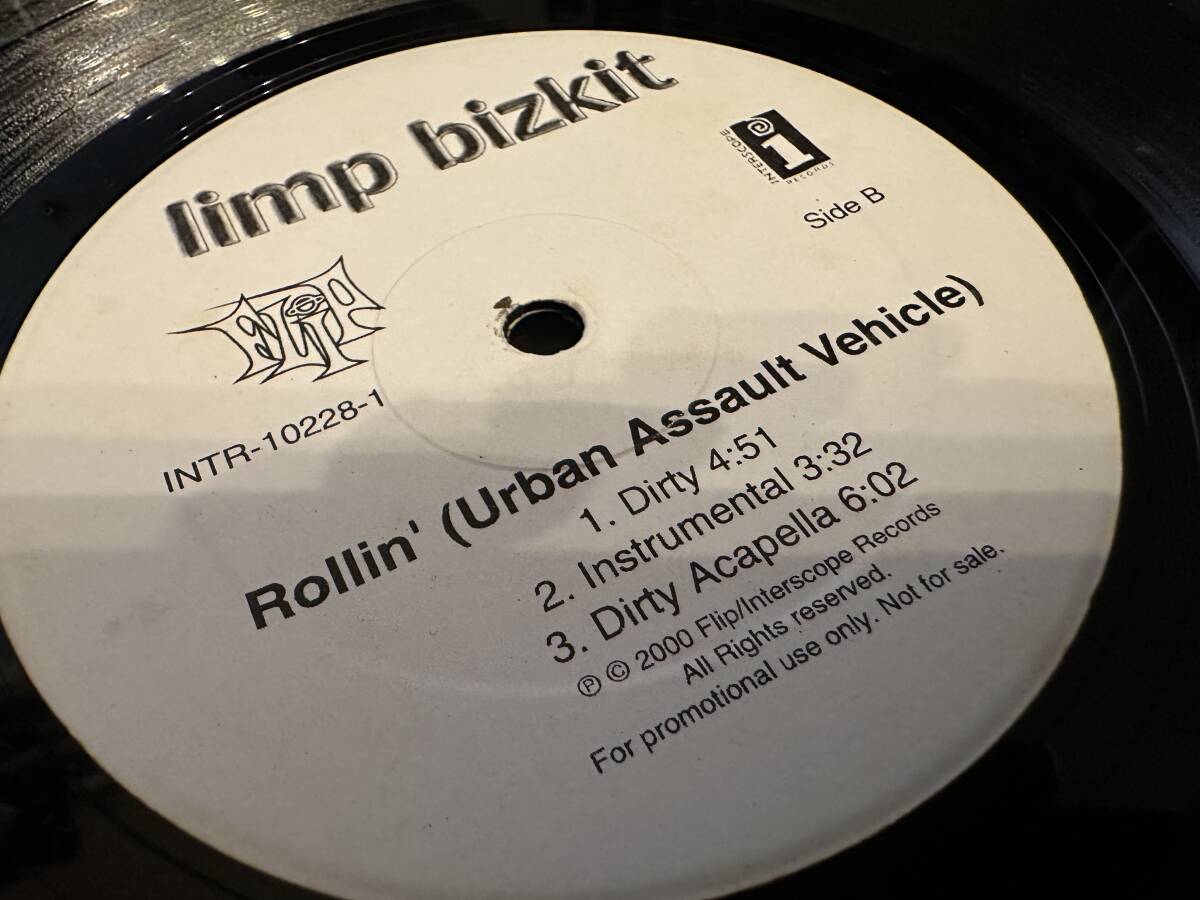 limp bizkit
INTERSCOPE
RECORDS
Side B
Flip
INTR-10228-1
Rollin' (Urban Assault Vehicle)
1. Dirty 4:51
2. Instrumental 3:32
3. Dirty Acapella 6:02
℗ © 2000 Flip/Interscope Records
All Rights reserved.
For promotional use only. Not for sale.